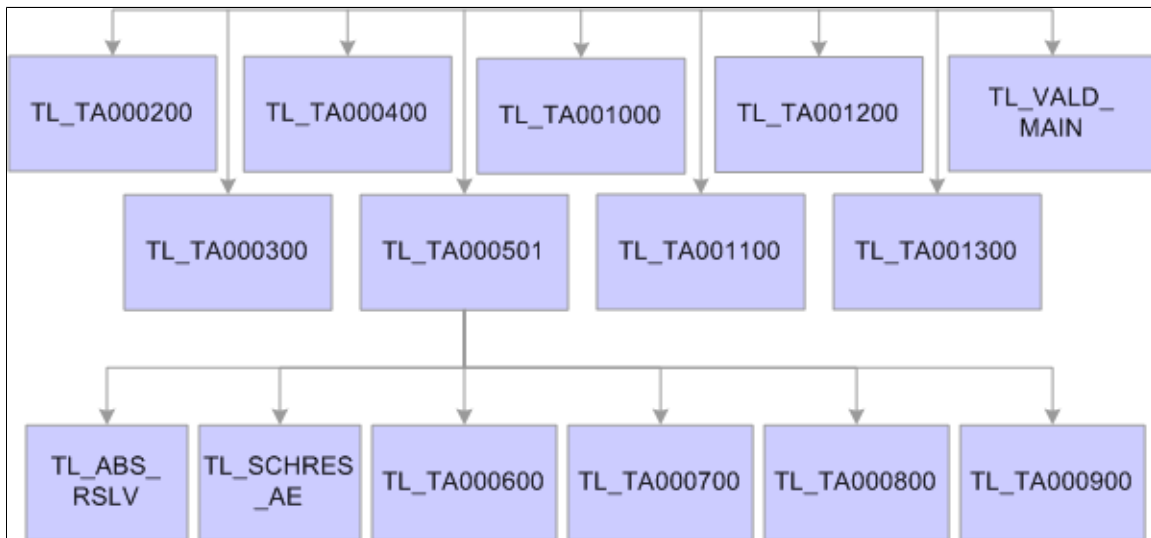 TL_TA000200
TL_TA000400
TL_TA001000
TL_TA001200
TL_VALD_
MAIN
TL_TA000300
TL_TA000501
TL_TA001100
TL_TA001300
TL_ABS_
RSLV
TL_SCHRES
_AE
TL_TA000600
TL_TA000700
TL_TA000800
TL_TA000900